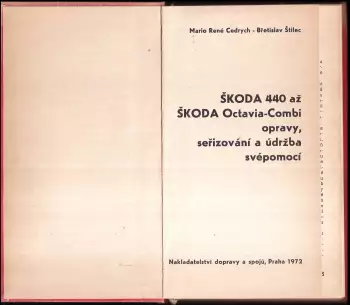 Mario René Cedrych - Břetislav Štilec
ŠKODA 440 až
ŠKODA Octavia-Combi
opravy,
seřizování a údržba
svépomocí
Nakladatelství dopravy a spojů, Praha 1972